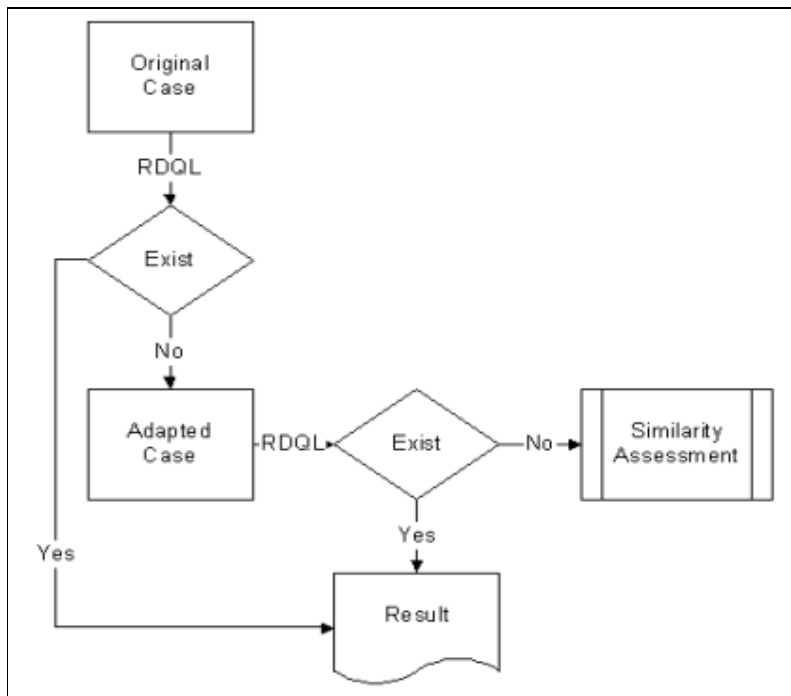 Original
Case
RDQL
Exist
No
Adapted
Case
RDQL
Exist
No
Similarity
Assessment
Yes
Yes
Result